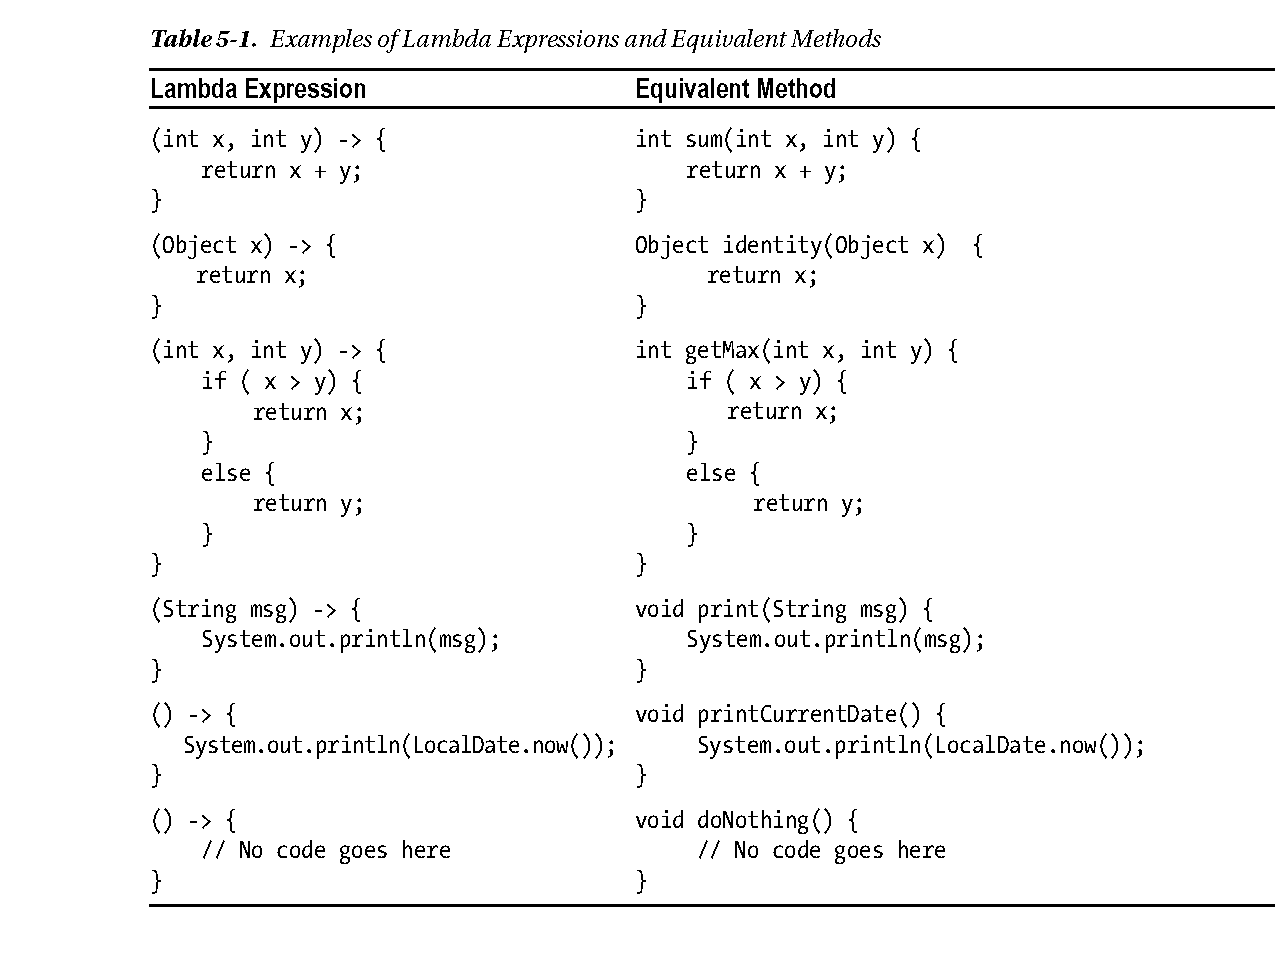 Table 5-1. Examples of Lambda Expressions and Equivalent Methods
Lambda Expression Equivalent Method
(int x, int y) -> { int sum(int x, int y) {
return x + y; return x + y;
} }
(Object x) -> { Object identity(Object x) {
return x; return x;
} }
(int x, int y) -> { int getMax(int x, int y) {
if ( x > y) { if ( x > y) {
return x; return x;
} }
else { else {
return y; return y;
} }
} }
(String msg) -> { void print(String msg) {
System.out.println(msg); System.out.println(msg);
} }
() -> { void printCurrentDate() {
System.out.println(LocalDate.now()); System.out.println(LocalDate.now());
} }
() -> { void doNothing() {
// No code goes here // No code goes here
} }